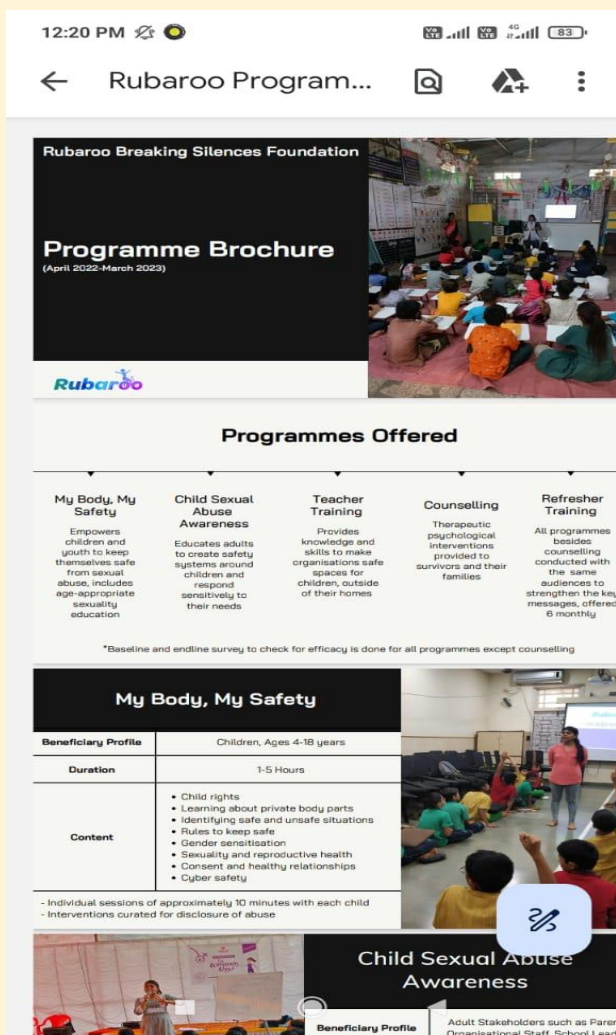 12:20 PM
Vo LTE
Vo LTE
4G
83
Rubaroo Program...
Rubaroo Breaking Silences Foundation
Programme Brochure
(April 2022-March 2023)
Rubaroo
Programmes Offered
My Body, My
Safety
Empowers
children and
youth to keep
themselves safe
from sexual
abuse, includes
age-appropriate
sexuality
education
Child Sexual
Abuse
Awareness
Educates adults
to create safety
systems around
children and
respond
sensitively to
their needs
Teacher
Training
Provides
knowledge and
skills to make
organisations safe
spaces for
children, outside
of their homes
Counselling
Therapeutic
psychological
interventions
provided to
survivors and their
families
Refresher
Training
All programmes
besides
counselling
conducted with
the same
audiences to
strengthen the key
messages, offered
6 monthly
*Baseline and endline survey to check for efficacy is done for all programmes except counselling
My Body, My Safety
Beneficiary Profile
Children, Ages 4-18 years
Duration
1-5 Hours
Content
• Child rights
• Learning about private body parts
• Identifying safe and unsafe situations
• Rules to keep safe
• Gender sensitisation
• Sexuality and reproductive health
• Consent and healthy relationships
• Cyber safety
- Individual sessions of approximately 10 minutes with each child
- Interventions curated for disclosure of abuse
Child Sexual Abuse
Awareness
Beneficiary Profile
Adult Stakeholders such as
Organisational Staff, School